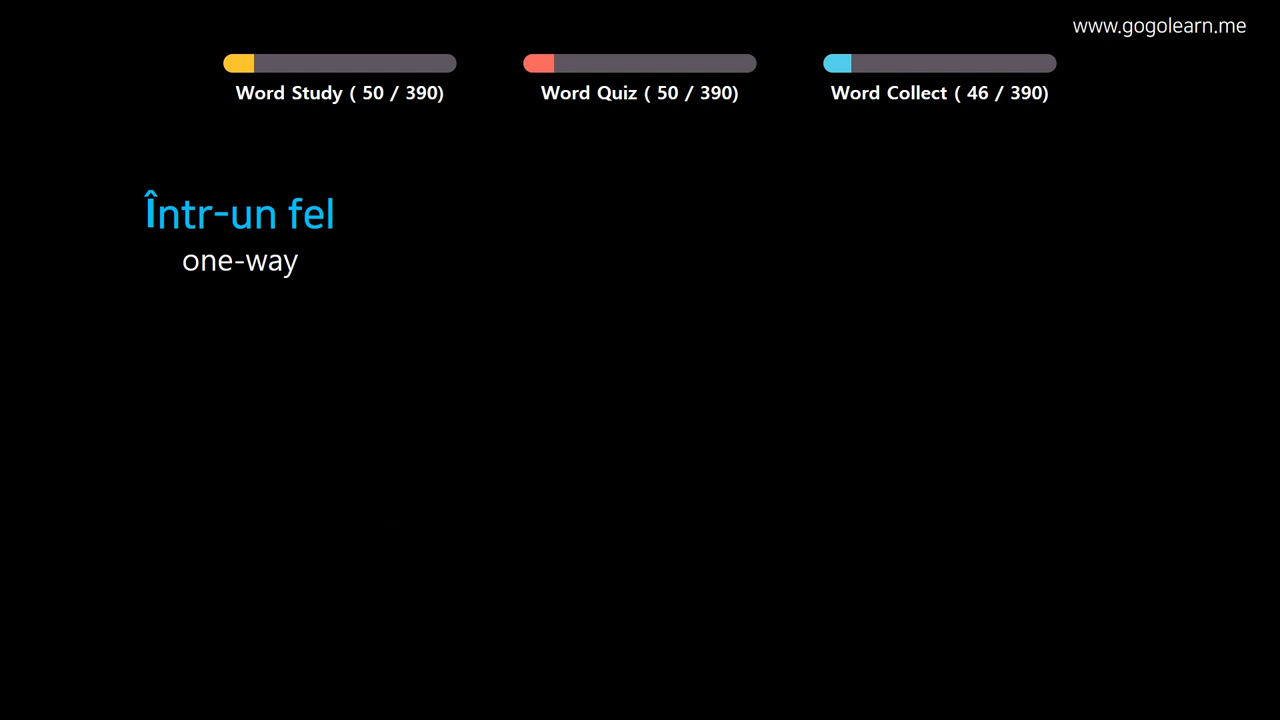 www.gogolearn.me
Word Study ( 50 / 390)
Word Quiz ( 50 / 390)
Word Collect ( 46 / 390)
Într-un fel
one-way